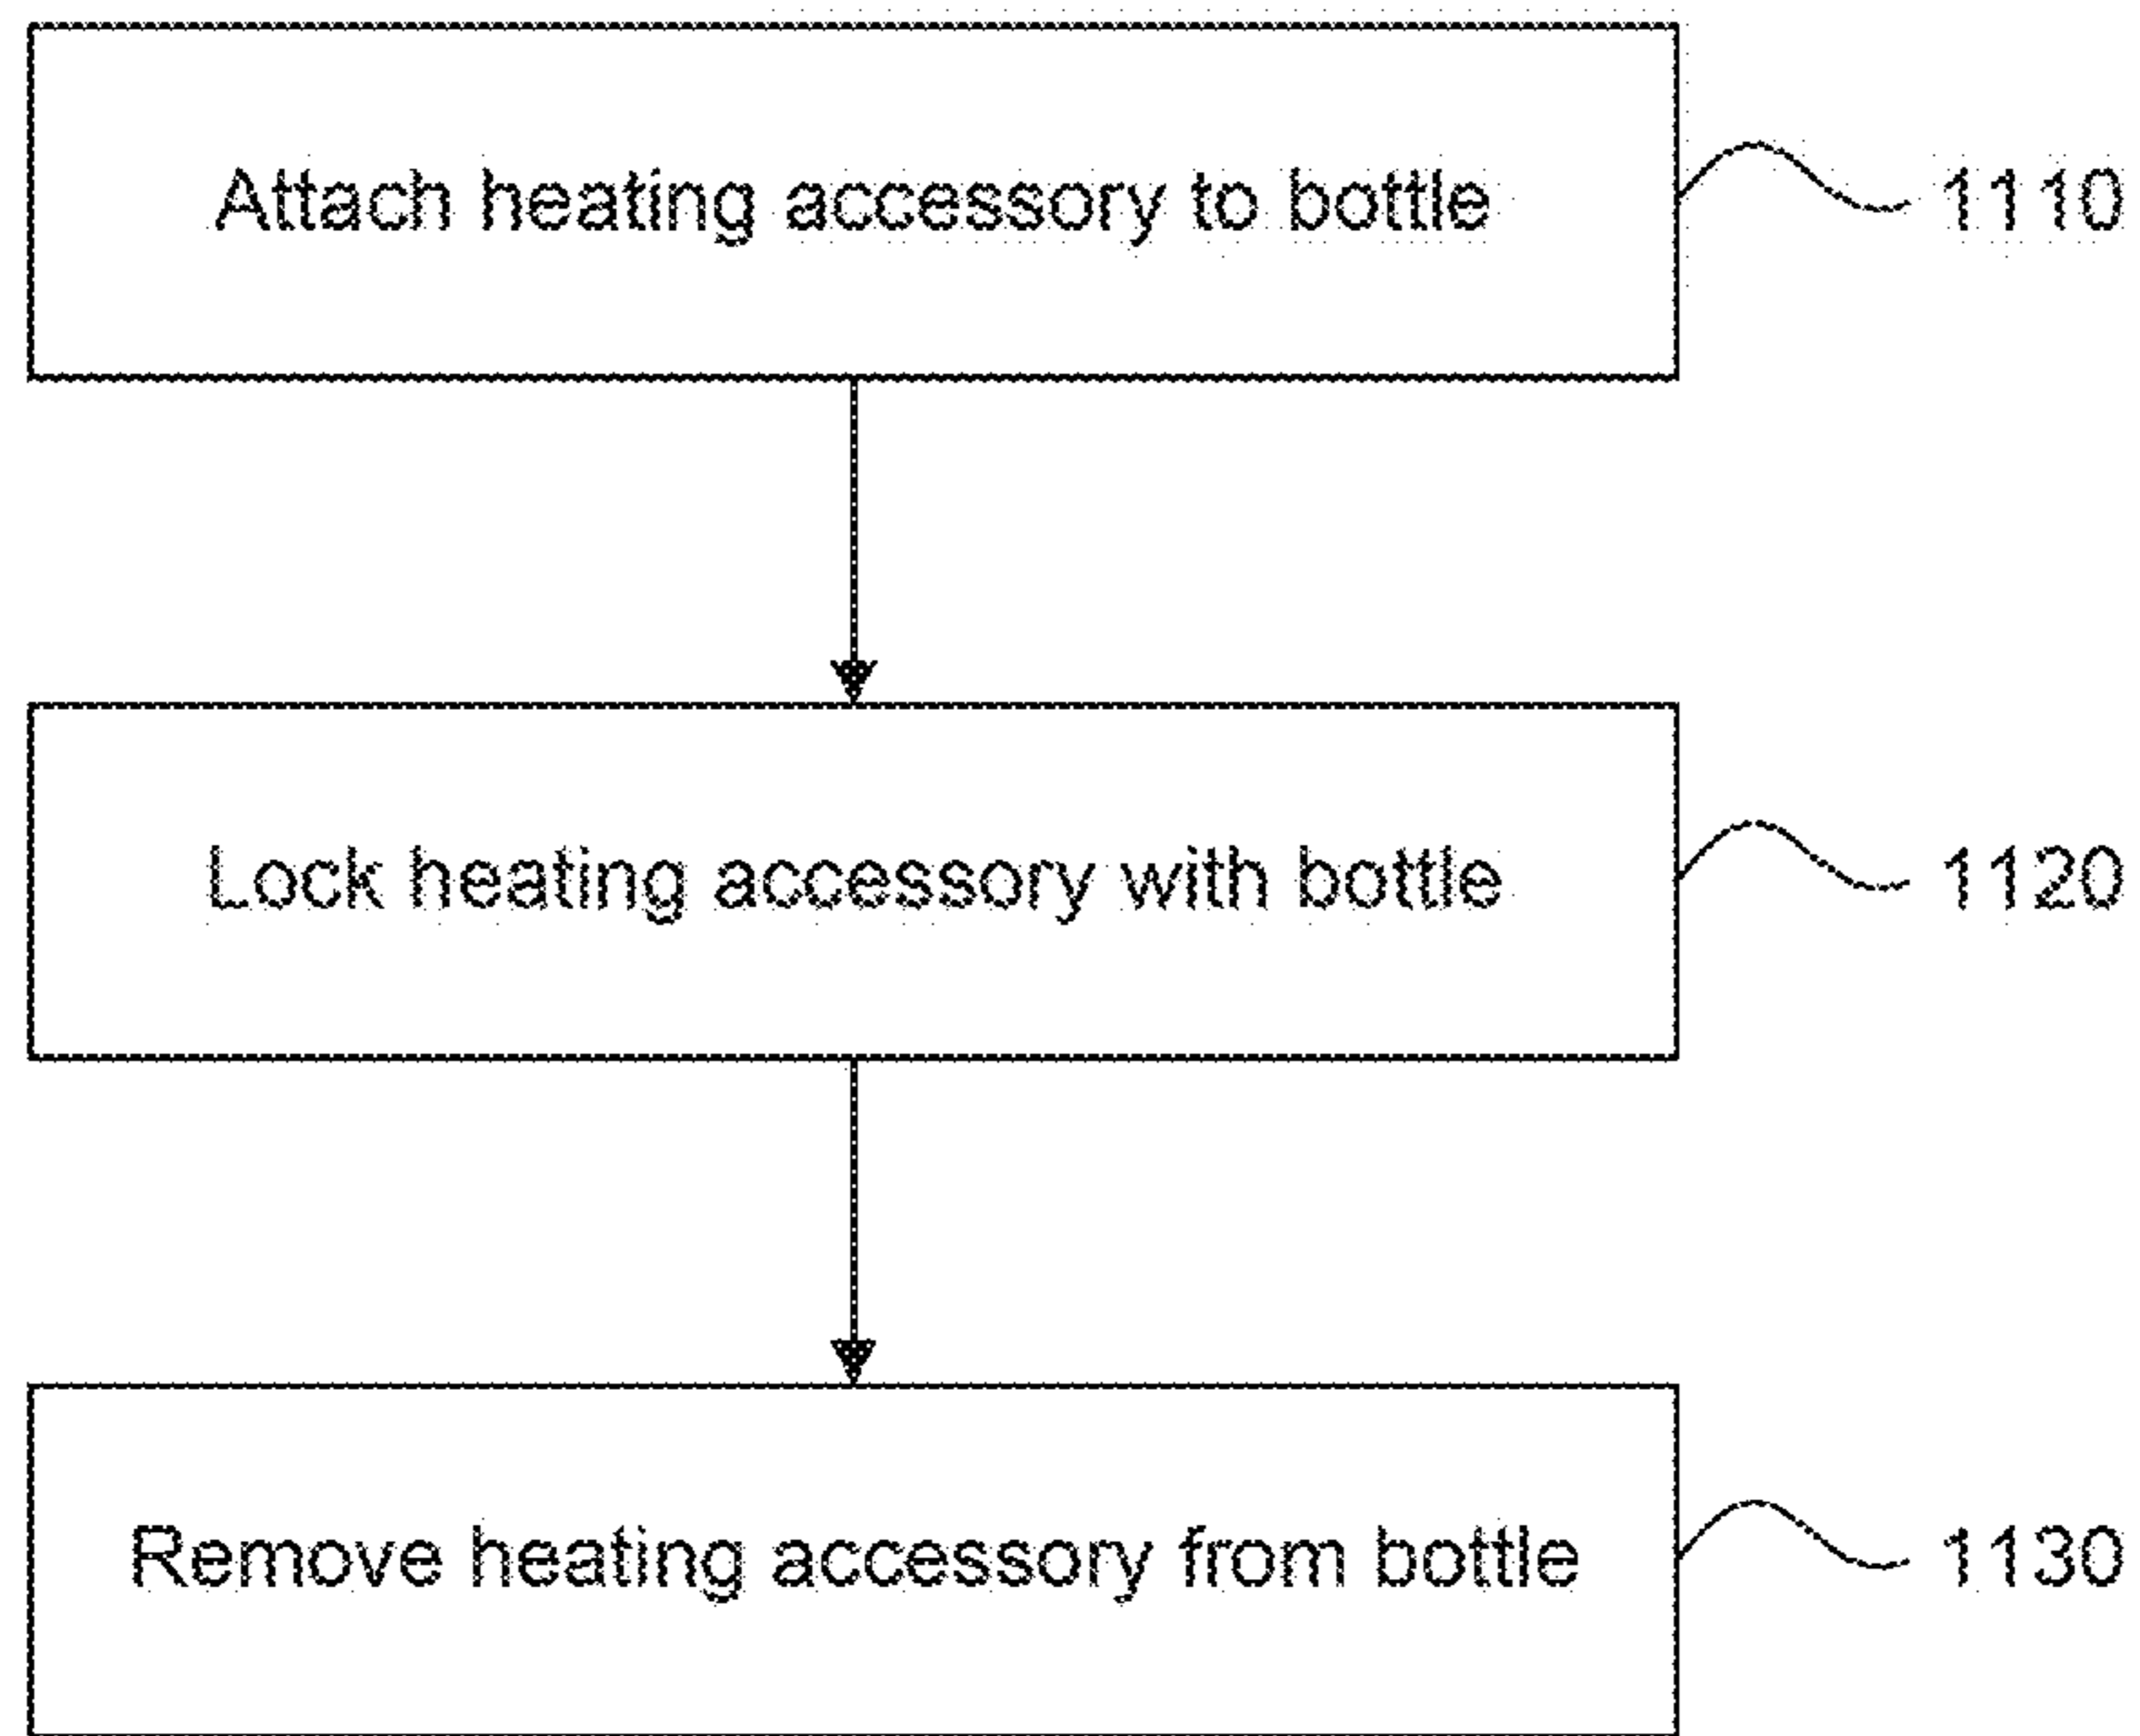 Attach heating accessory to bottle 1110
Lock heating accessory with bottle 1120
Remove heating accessory from bottle 1130